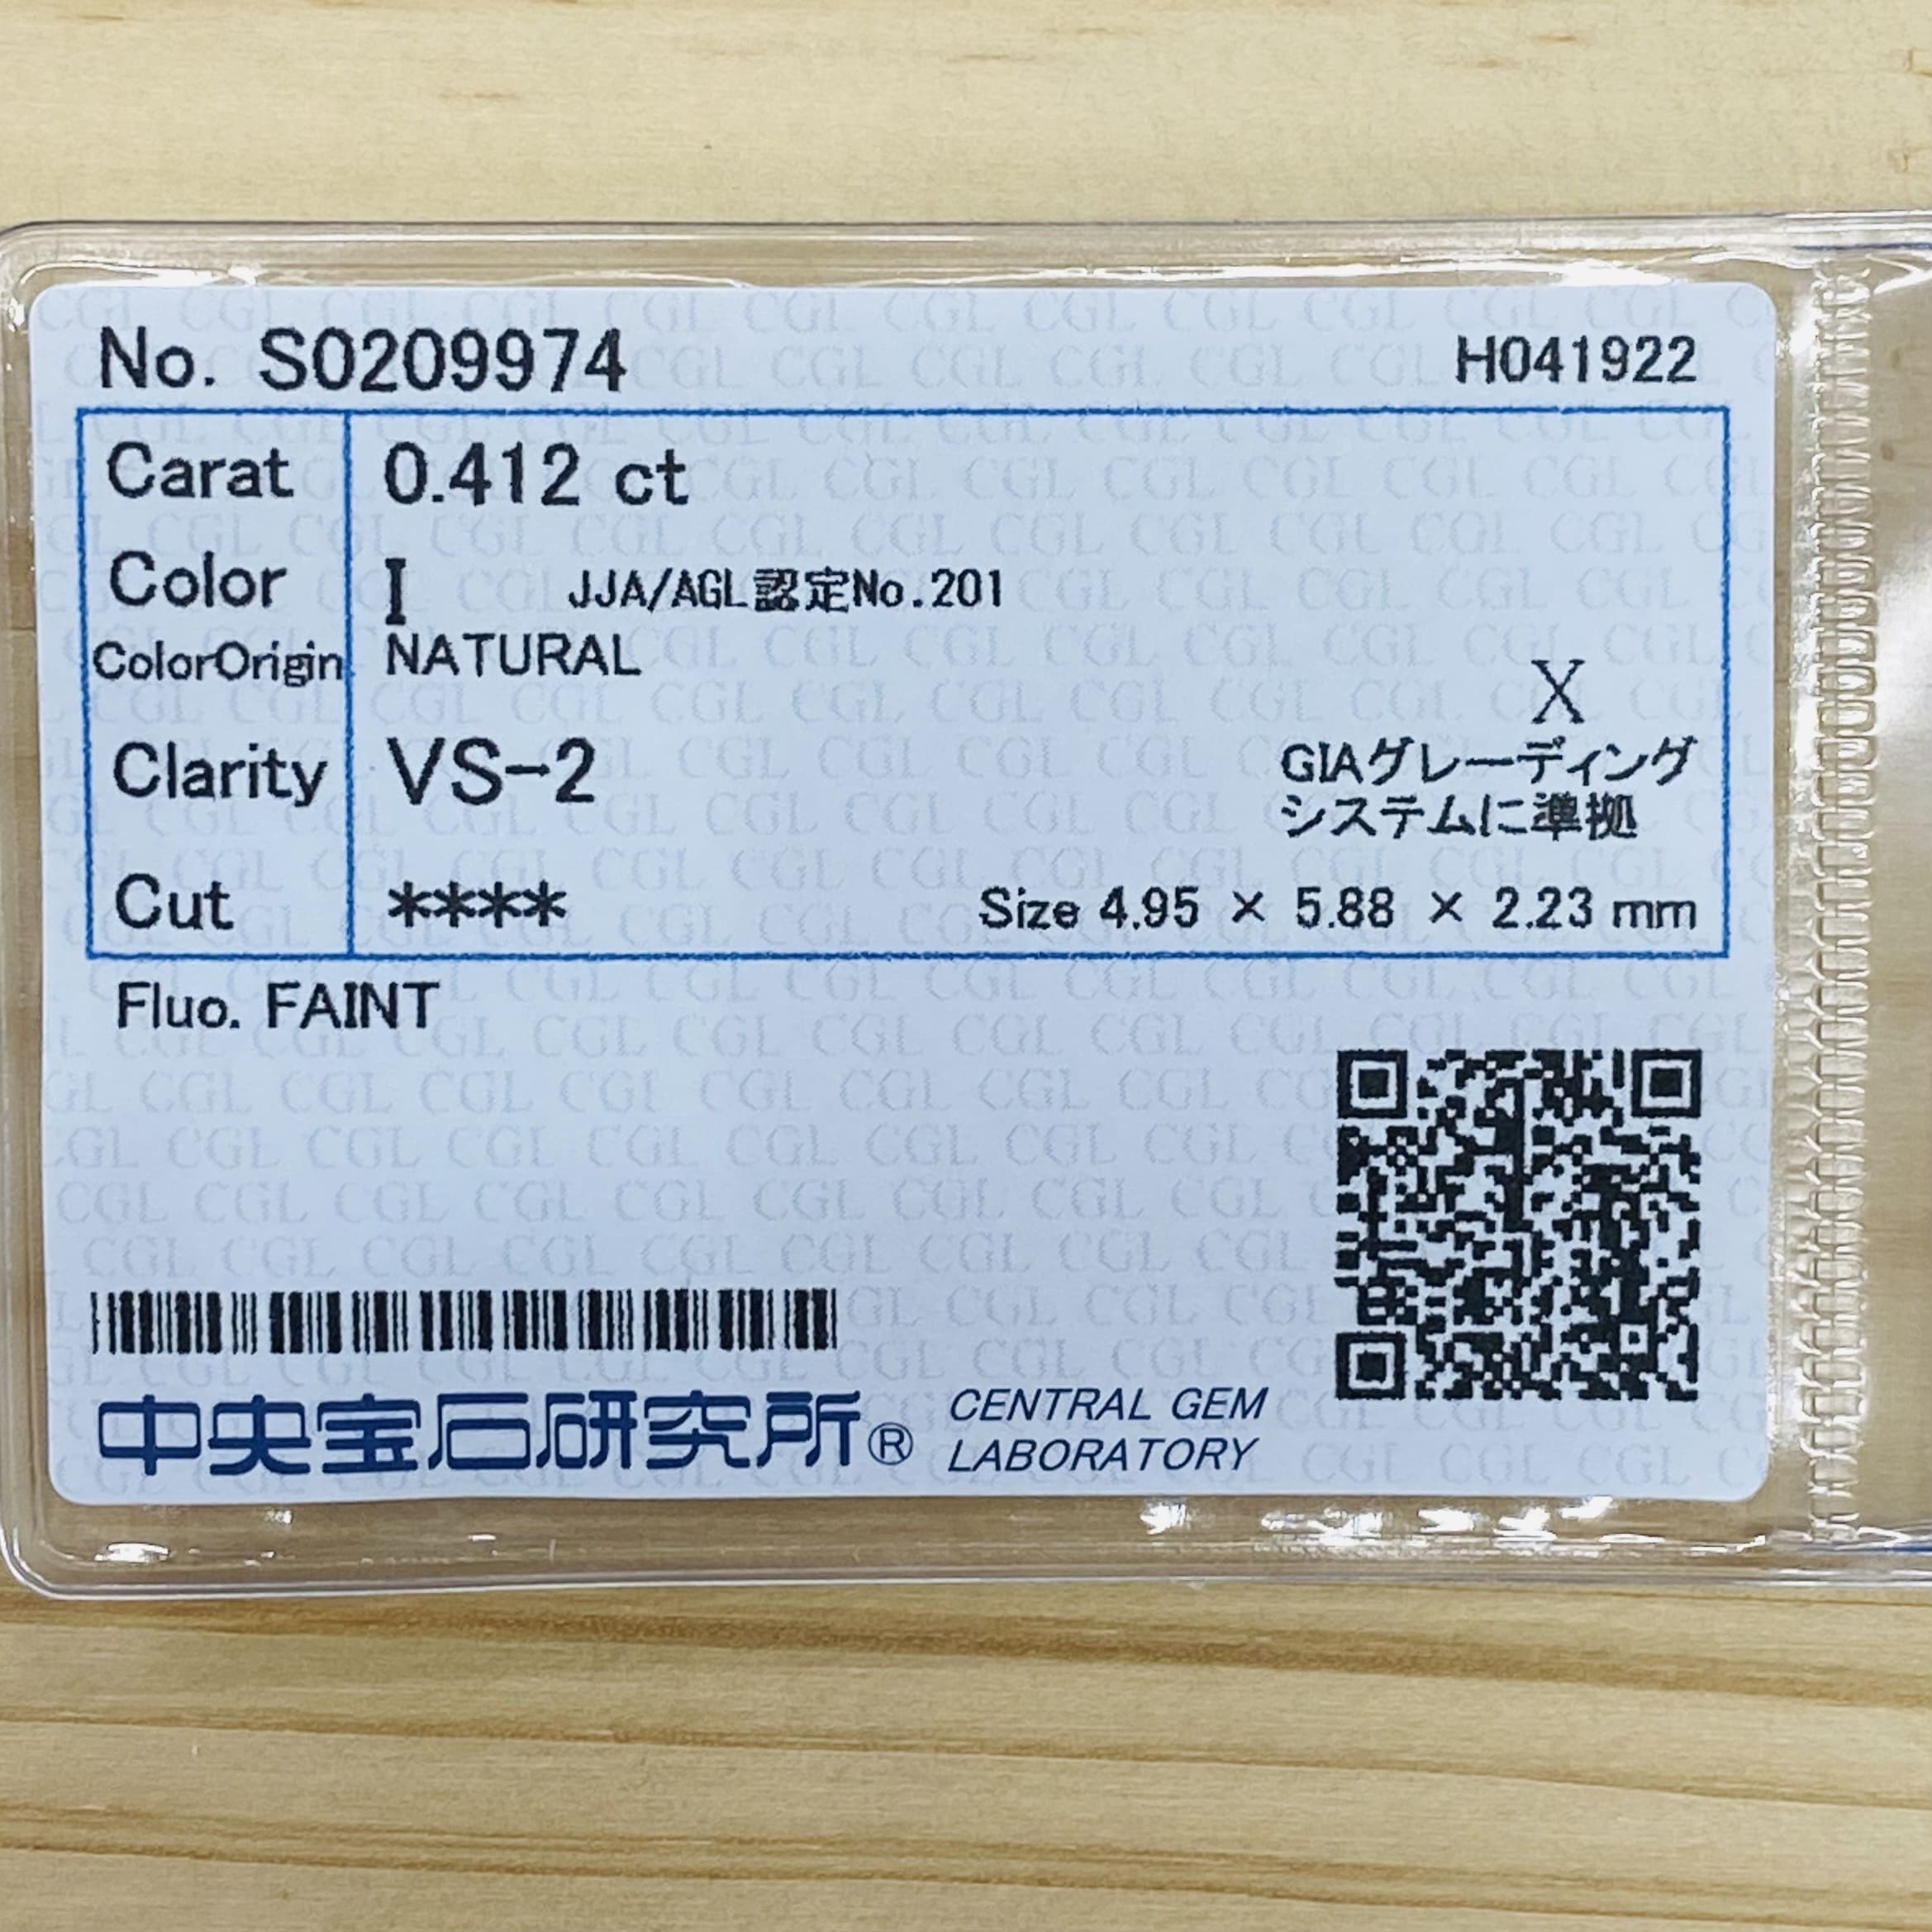 No. S0209974 H041922
Carat 0.412 ct
Color I JJA/AGL認定No.201
ColorOrigin NATURAL
X
Clarity VS-2 GIAグレーディング
システムに準拠
Cut **** Size 4.95 × 5.88 × 2.23 mm
Fluo. FAINT
中央宝石研究所® CENTRAL GEM
LABORATORY